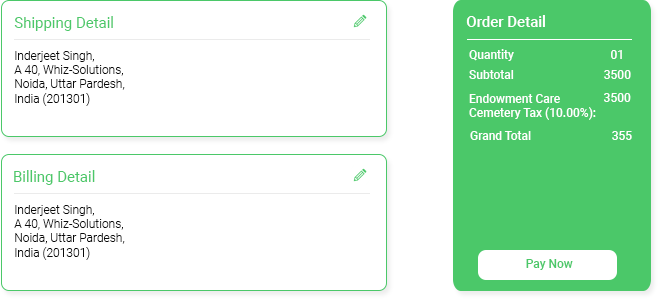 Shipping Detail
Inderjeet Singh,
A 40, Whiz-Solutions,
Noida, Uttar Pardesh,
India (201301)
Billing Detail
Inderjeet Singh,
A 40, Whiz-Solutions,
Noida, Uttar Pardesh,
India (201301)
Order Detail
Quantity 01
Subtotal 3500
Endowment Care 3500
Cemetery Tax (10.00%):
Grand Total 355
Pay Now